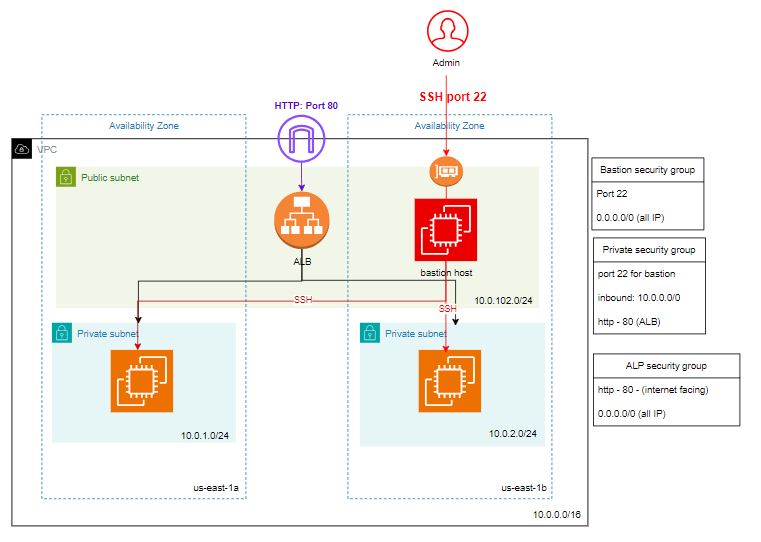 Admin
SSH port 22
HTTP: Port 80
Availability Zone
Availability Zone
VPC
Public subnet
ALB
bastion host
10.0.102.0/24
SSH
SSH
Private subnet
Private subnet
10.0.1.0/24
10.0.2.0/24
us-east-1a
us-east-1b
10.0.0.0/16
Bastion security group
Port 22
0.0.0.0/0 (all IP)
Private security group
port 22 for bastion
inbound: 10.0.0.0/0
http - 80 (ALB)
ALP security group
http - 80 - (internet facing)
0.0.0.0/0 (all IP)